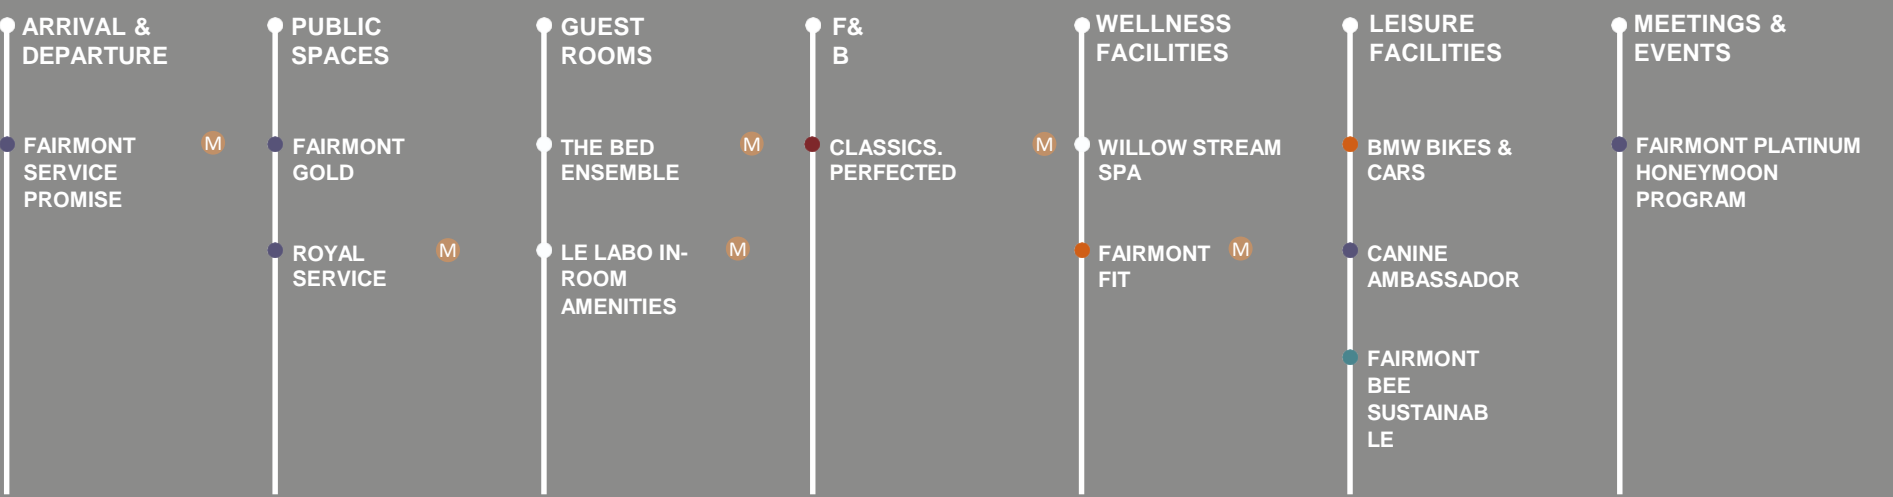 ARRIVAL &
DEPARTURE
FAIRMONT
SERVICE
PROMISE
M
PUBLIC
SPACES
FAIRMONT
GOLD
ROYAL
SERVICE
M
GUEST
ROOMS
THE BED
ENSEMBLE
M
LE LABO IN-
ROOM
AMENITIES
M
F&
B
CLASSICS.
PERFECTED
M
WELLNESS
FACILITIES
WILLOW STREAM
SPA
FAIRMONT
FIT
M
LEISURE
FACILITIES
BMW BIKES &
CARS
CANINE
AMBASSADOR
FAIRMONT
BEE
SUSTAINAB
LE
MEETINGS &
EVENTS
FAIRMONT PLATINUM
HONEYMOON
PROGRAM